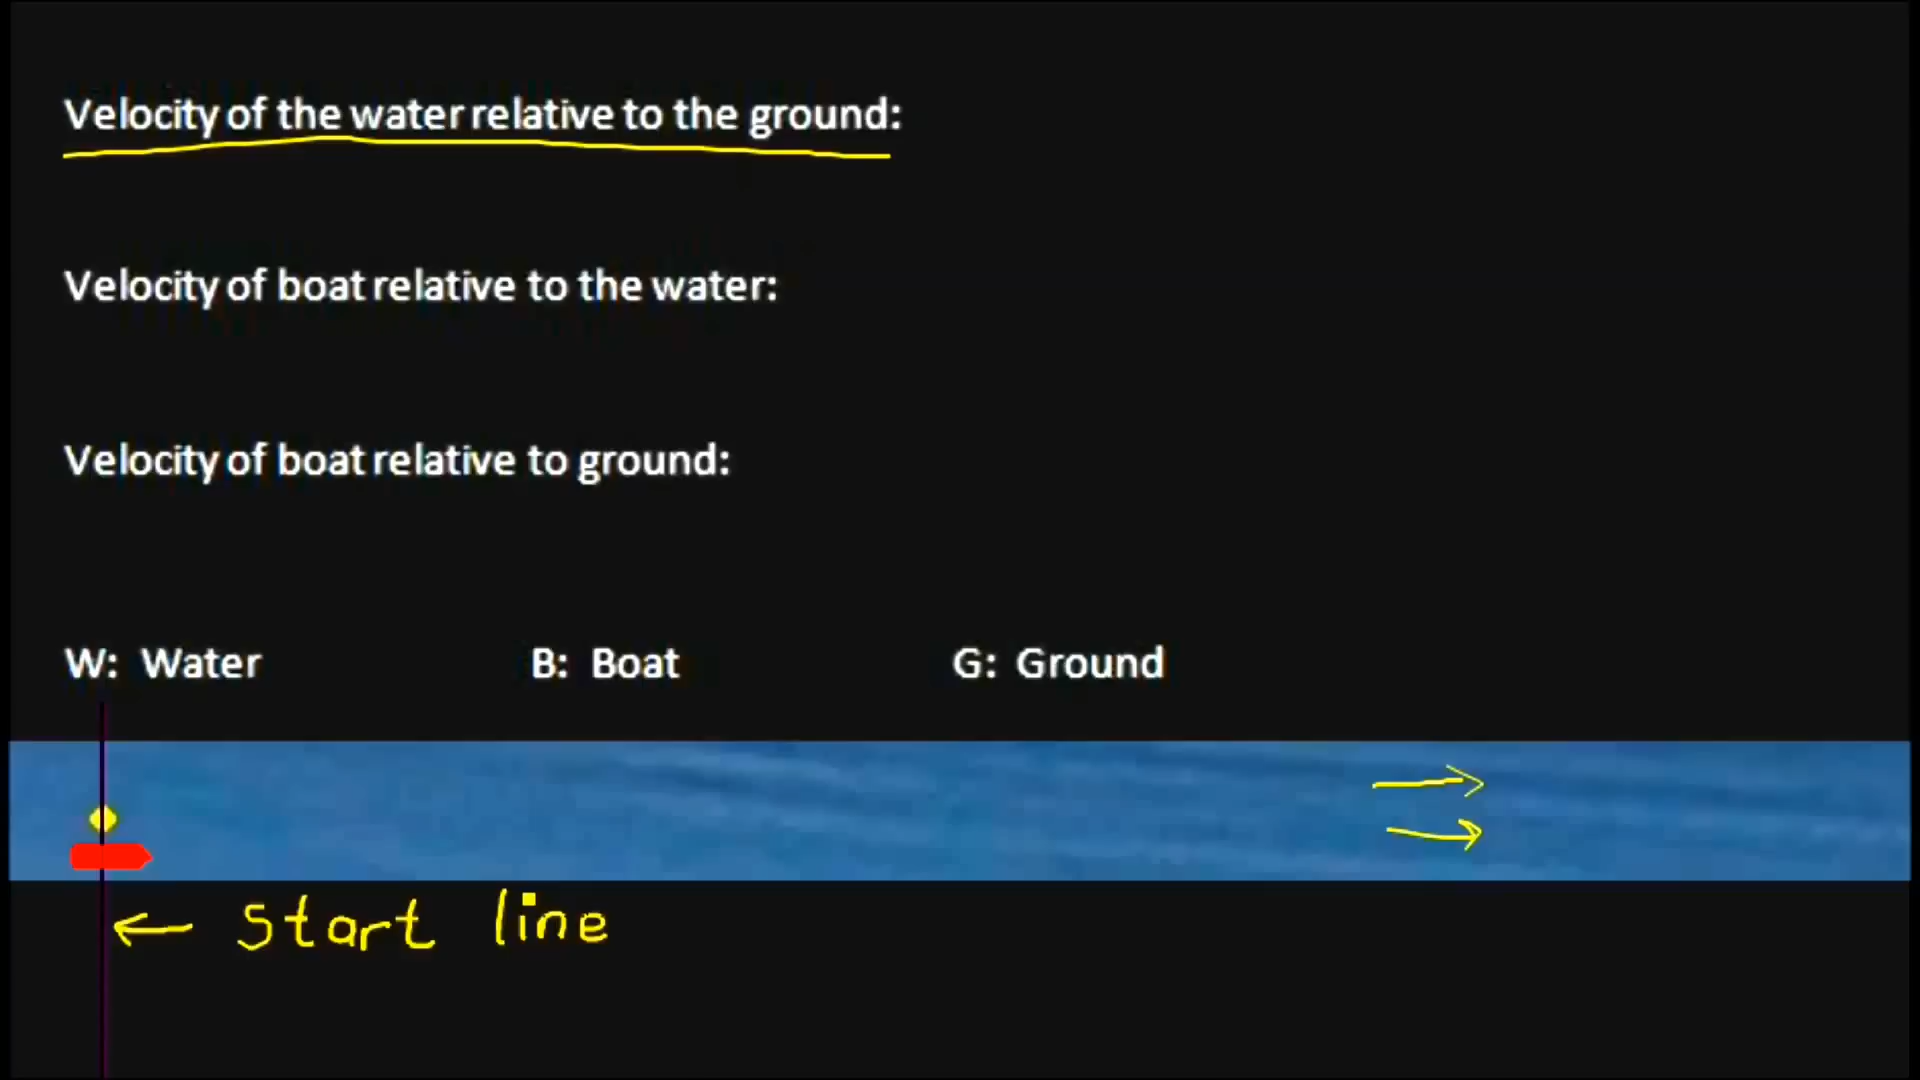 Velocity of the water relative to the ground:
Velocity of boat relative to the water:
Velocity of boat relative to ground:
W: Water B: Boat G: Ground
Start line